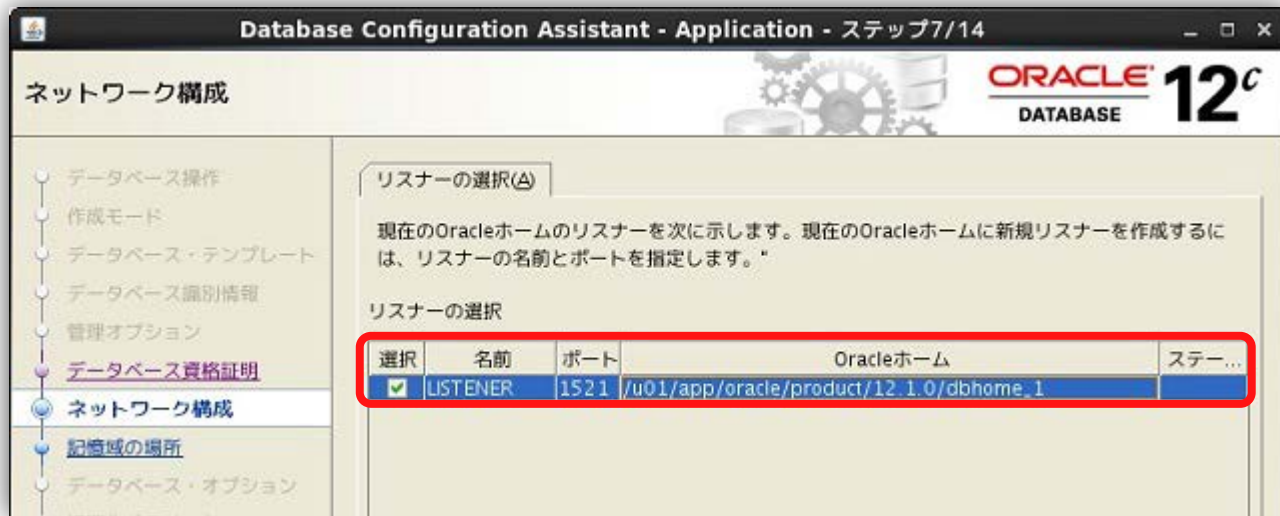 Database Configuration Assistant - Application - ステップ7/14
ネットワーク構成
ORACLE
DATABASE
12c
データベース操作
作成モード
データベース・テンプレート
データベース識別情報
管理オプション
データベース資格証明
ネットワーク構成
記憶域の場所
データベース・オプション
リスナーの選択(A)
現在のOracleホームのリスナーを次に示します。現在のOracleホームに新規リスナーを作成するに
は、リスナーの名前とポートを指定します。"
リスナーの選択
選択 名前 ポート Oracleホーム ステー...
LISTENER 1521 /u01/app/oracle/product/12.1.0/dbhome_1